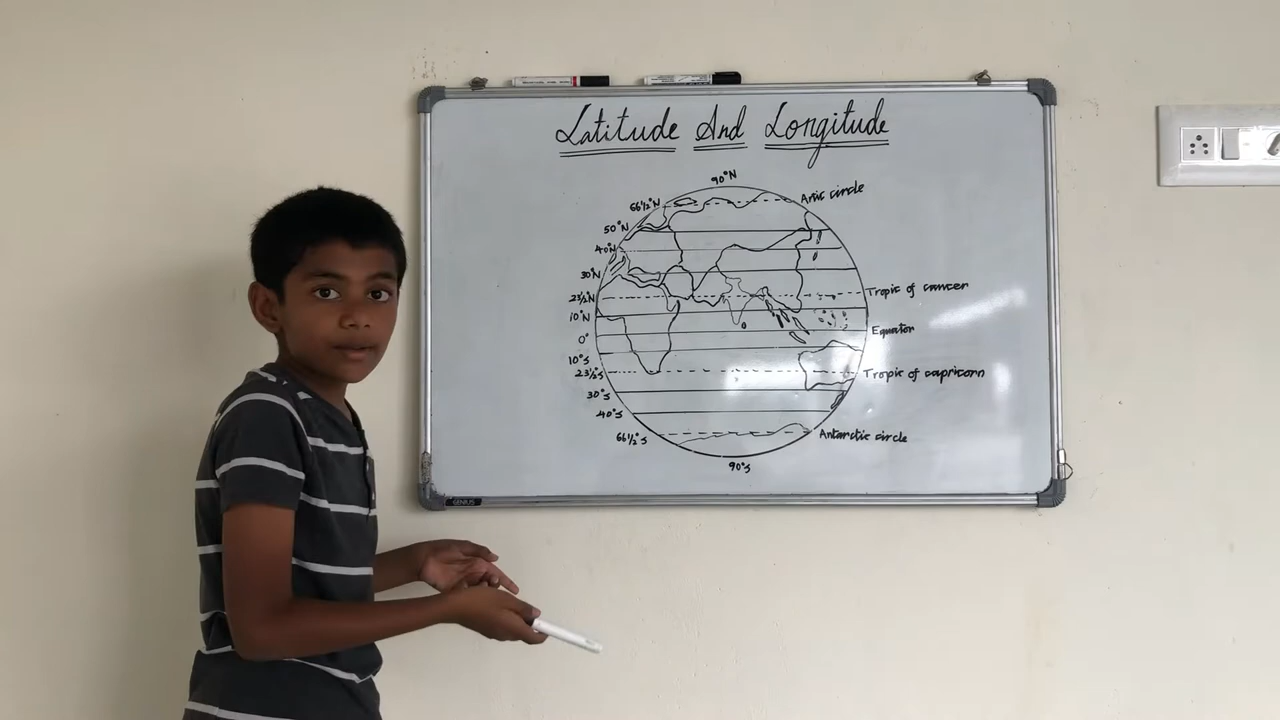 Latitude And Longitude
90°N
66½°N
Artic circle
50°N
40°N
30°N
23½°N
Tropic of cancer
10°N
0°
Equator
10°S
23½°S
Tropic of capricorn
30°S
40°S
66½°S
Antarctic circle
90°S
GENIUS